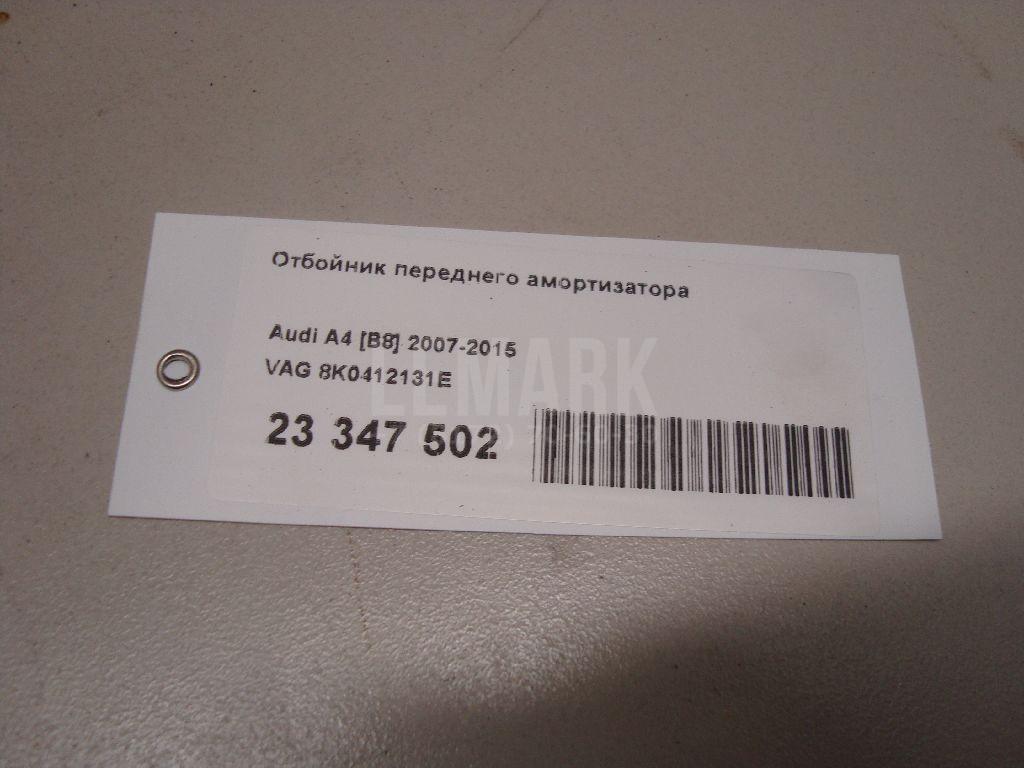 Отбойник переднего амортизатора
Audi A4 [B8] 2007-2015
VAG 8K0412131E
23 347 502